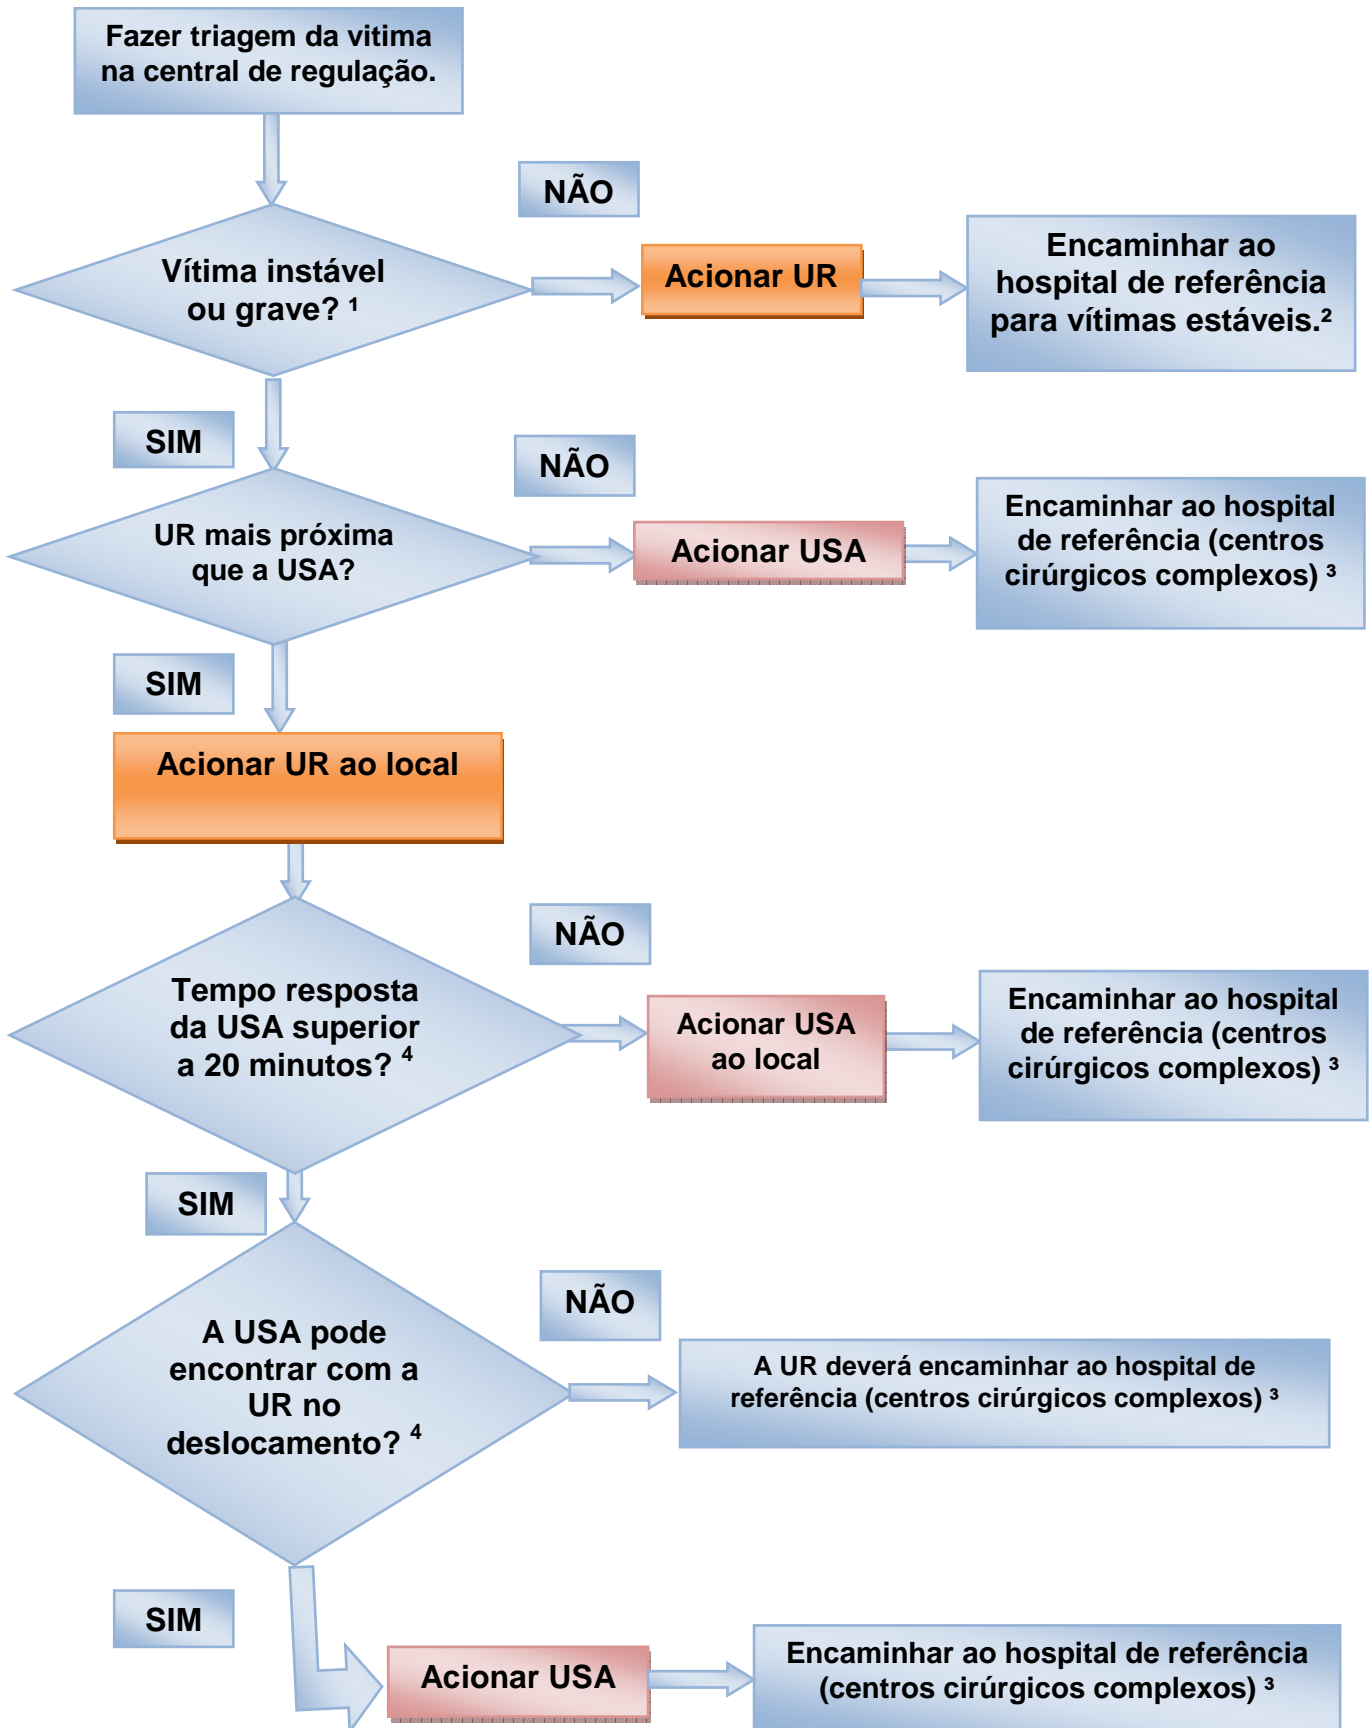 Fazer triagem da vitima
na central de regulação.
NÃO
Vítima instável
ou grave? ¹
Acionar UR
Encaminhar ao
hospital de referência
para vítimas estáveis.²
SIM
NÃO
UR mais próxima
que a USA?
Acionar USA
Encaminhar ao hospital
de referência (centros
cirúrgicos complexos) ³
SIM
Acionar UR ao local
NÃO
Tempo resposta
da USA superior
a 20 minutos? ⁴
Acionar USA
ao local
Encaminhar ao hospital
de referência (centros
cirúrgicos complexos) ³
SIM
NÃO
A USA pode
encontrar com a
UR no
deslocamento? ⁴
A UR deverá encaminhar ao hospital de
referência (centros cirúrgicos complexos) ³
SIM
Acionar USA
Encaminhar ao hospital de referência
(centros cirúrgicos complexos) ³